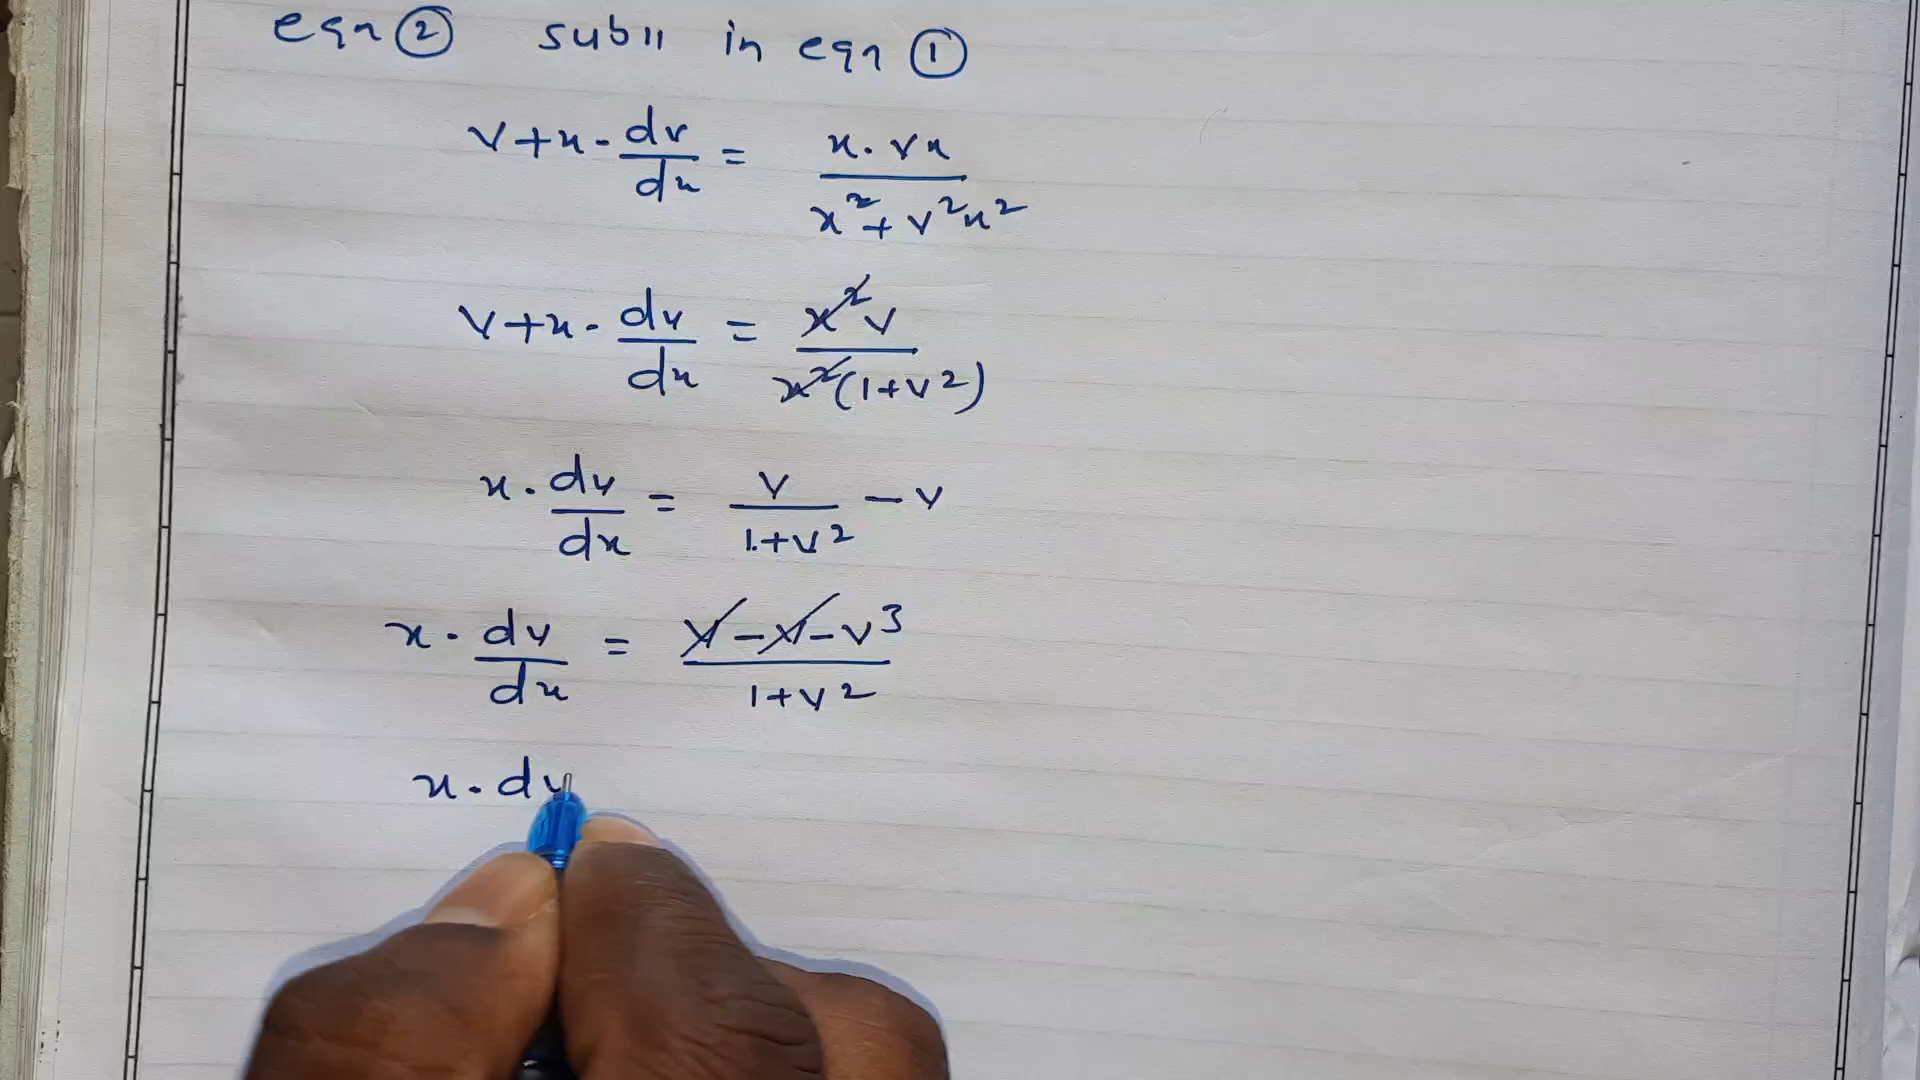 eqn ② sub11 in eqn ①
v+x. dv/dx = x.vx / x²+v²x²
v+x. dv/dx = x²v / x²(1+v²)
x. dv/dx = v / 1+v² - v
x. dv/dx = v-v-v³ / 1+v²
x. dv